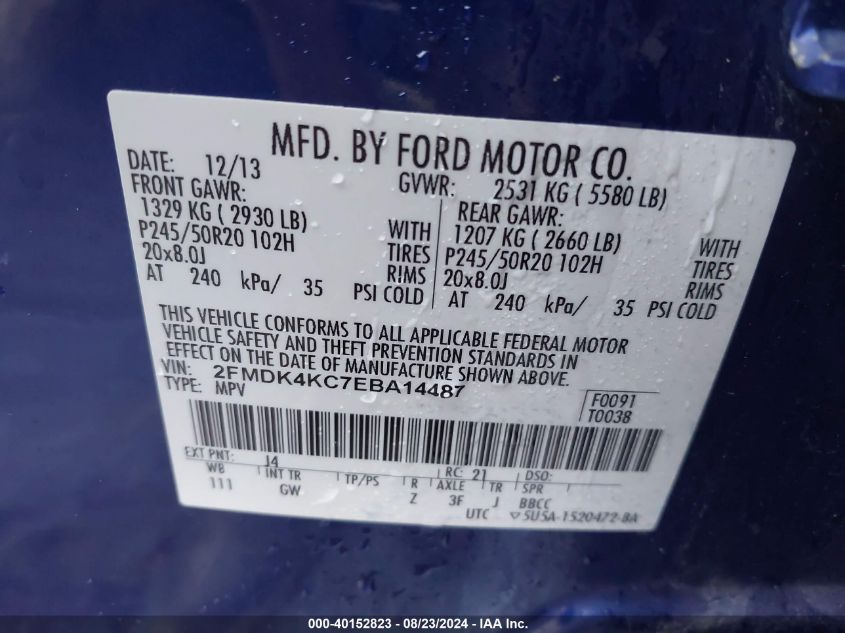 MFD. BY FORD MOTOR CO.
DATE: 12/13 GVWR: 2531 KG ( 5580 LB)
FRONT GAWR: REAR GAWR:
1329 KG ( 2930 LB) WITH 1207 KG ( 2660 LB) WITH
P245/50R20 102H TIRES P245/50R20 102H TIRES
20x8.0J RIMS 20x8.0J RIMS
AT 240 kPa/ 35 PSI COLD AT 240 kPa/ 35 PSI COLD
THIS VEHICLE CONFORMS TO ALL APPLICABLE FEDERAL MOTOR
VEHICLE SAFETY AND THEFT PREVENTION STANDARDS IN
EFFECT ON THE DATE OF MANUFACTURE SHOWN ABOVE.
VIN: 2FMDK4KC7EBA14487
TYPE: MPV
F0091
T0038
EXT PNT: J4 RC: 21 DSO:
WB INT TR TP/PS R AXLE TR SPR
111 GW Z 3F J BBCC
UTC ▽5U5A-1520472-BA
000-40152823 - 08/23/2024 - IAA Inc.